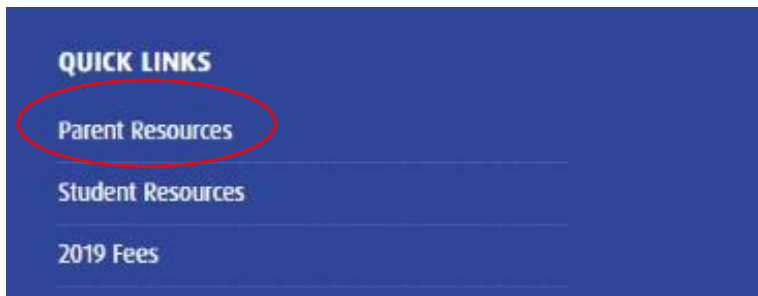 QUICK LINKS
Parent Resources
Student Resources
2019 Fees